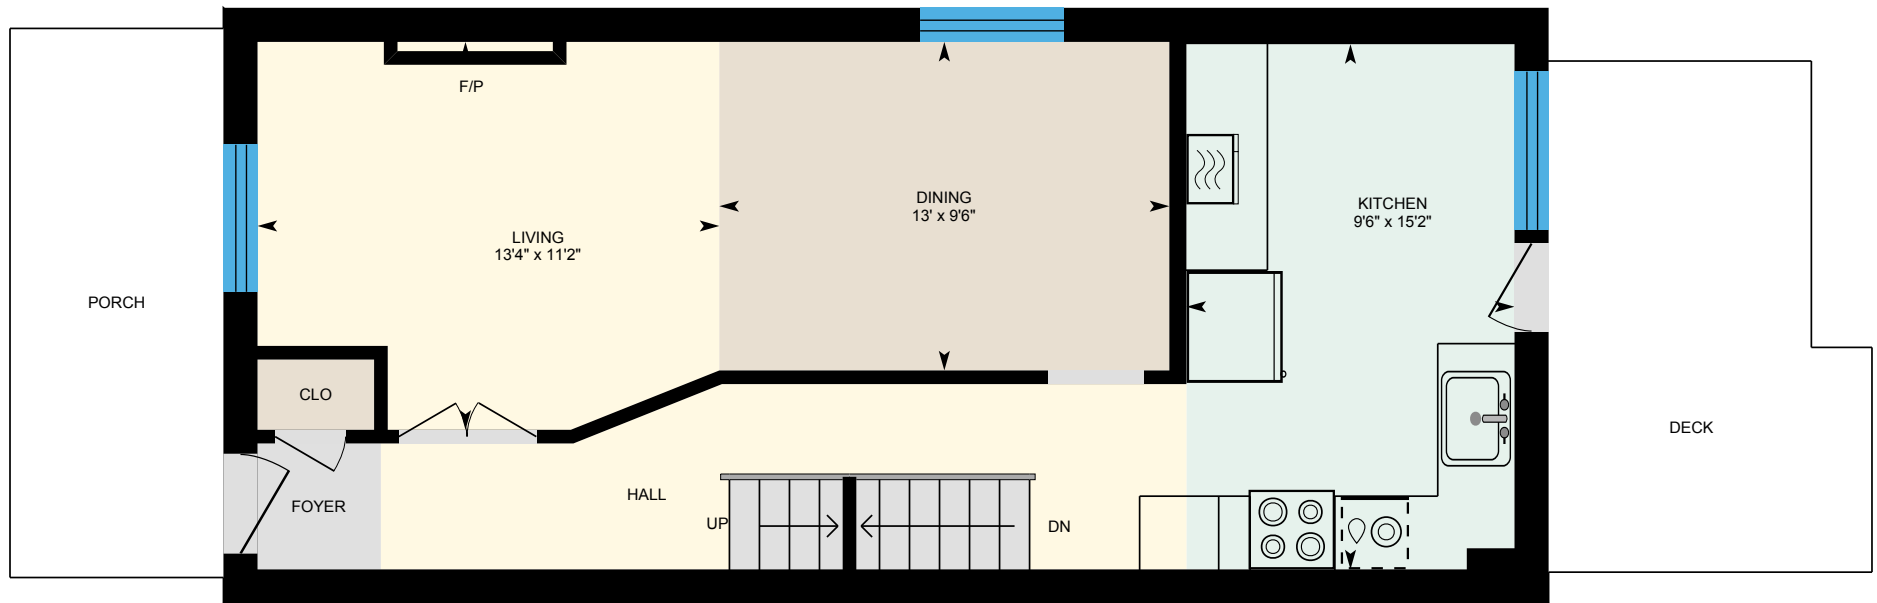 F/P
DINING
13' x 9'6"
KITCHEN
9'6" x 15'2"
LIVING
13'4" x 11'2"
PORCH
CLO
DECK
HALL
FOYER
UP
DN